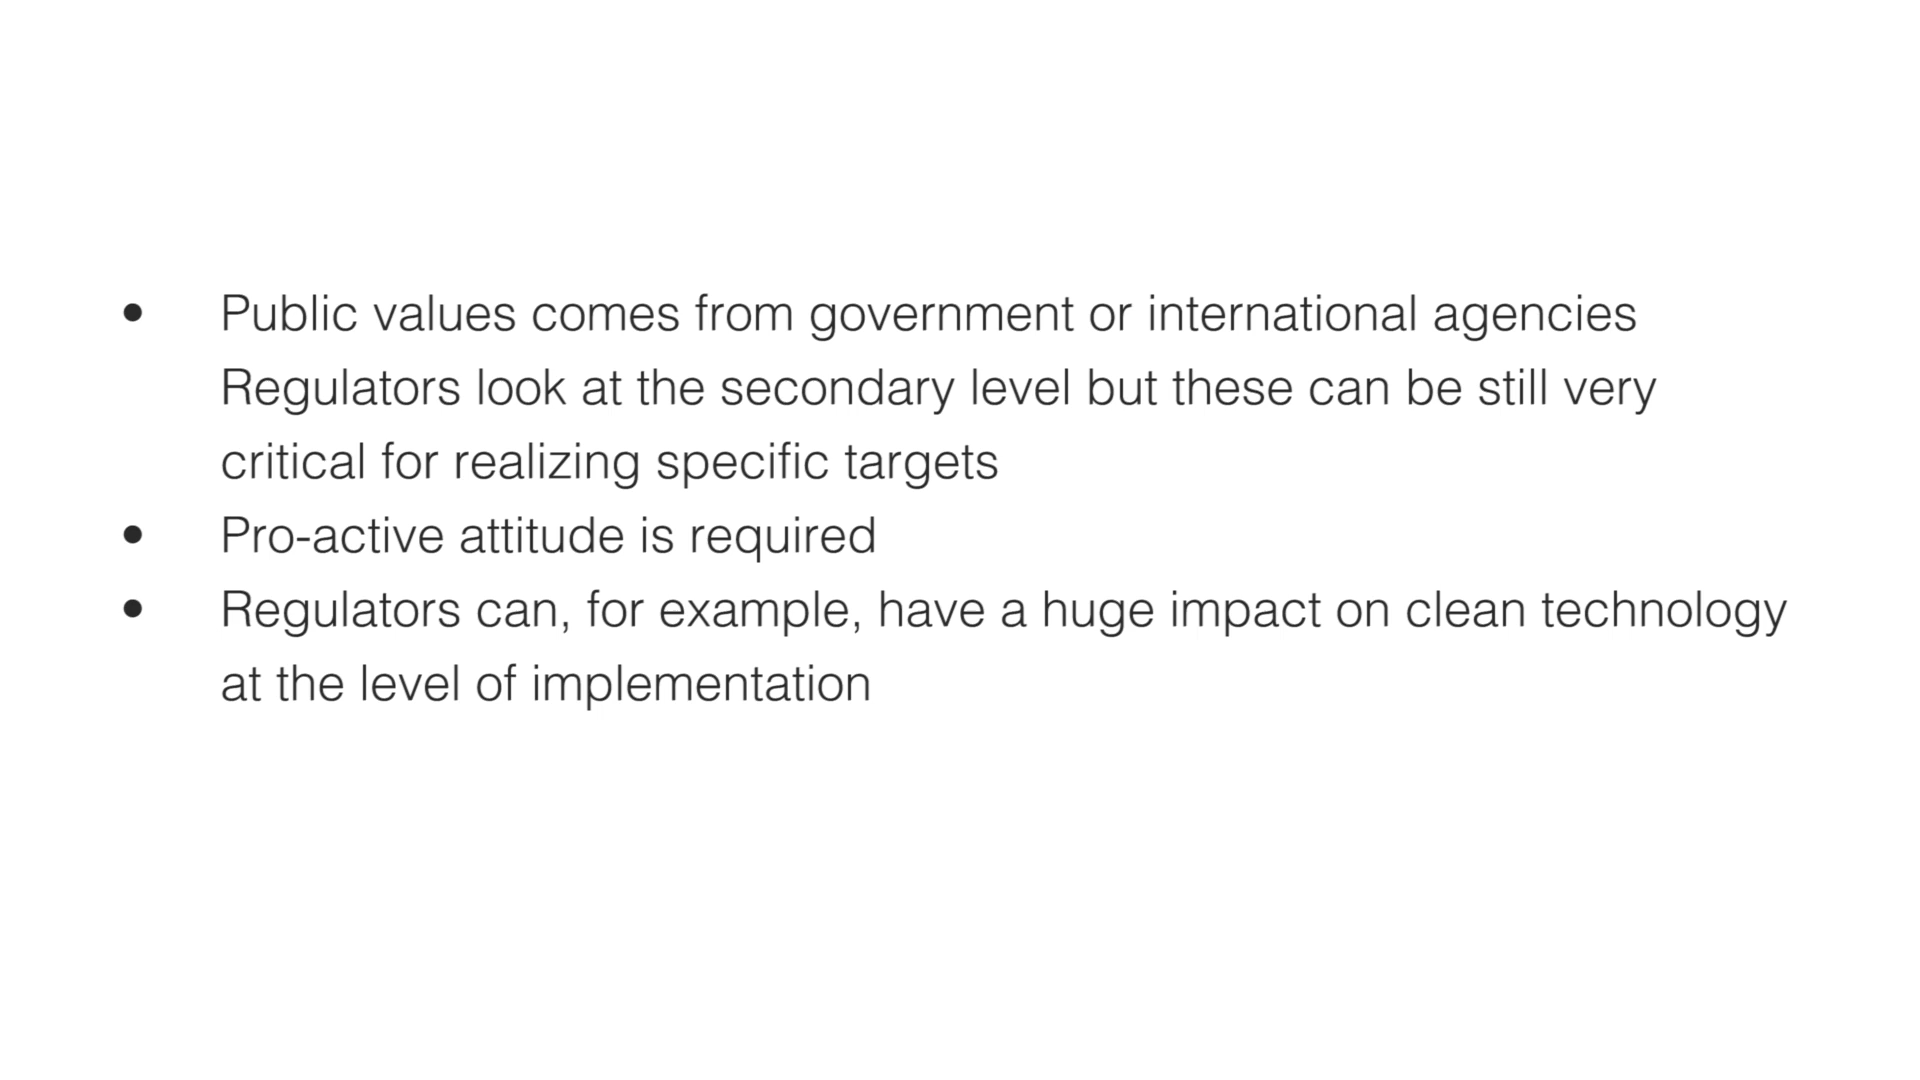 • Public values comes from government or international agencies
Regulators look at the secondary level but these can be still very
critical for realizing specific targets
• Pro-active attitude is required
• Regulators can, for example, have a huge impact on clean technology
at the level of implementation